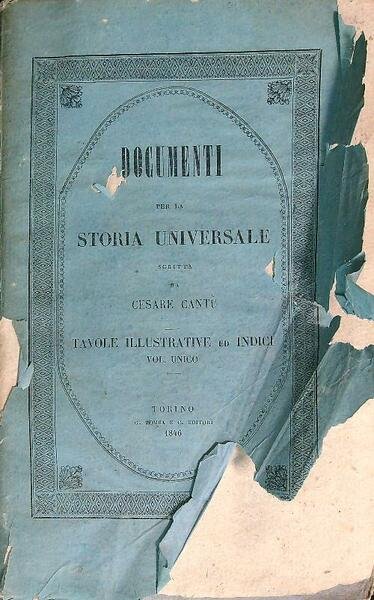 DOCUMENTI
PER LA
STORIA UNIVERSALE
SCRITTA
DA
CESARE CANTÙ
TAVOLE ILLUSTRATIVE ED INDICI
VOL. UNICO
TORINO
G. POMBA E C. EDITORI
1846